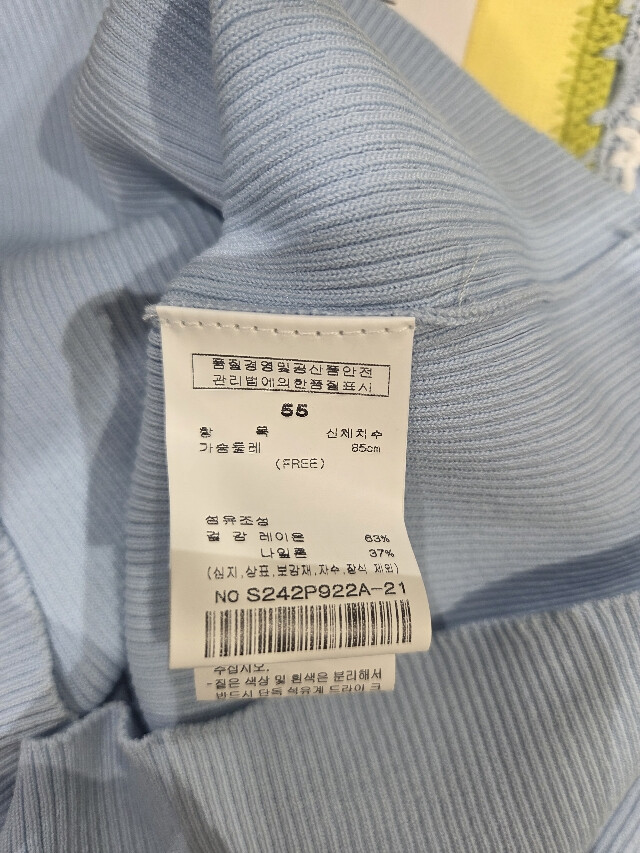 품질경영및공산품안전
관리법에의한품질표시
55
항 목 신체치수
가슴둘레 85cm
(FREE)
섬유조성
겉 감 레이온 63%
나일론 37%
(심지,상표,보강재,자수,장식 제외)
NO S242P922A-21
주십시오.
-짙은 색상 및 흰색은 분리해서
반드시 단독 석유계 드라이 크